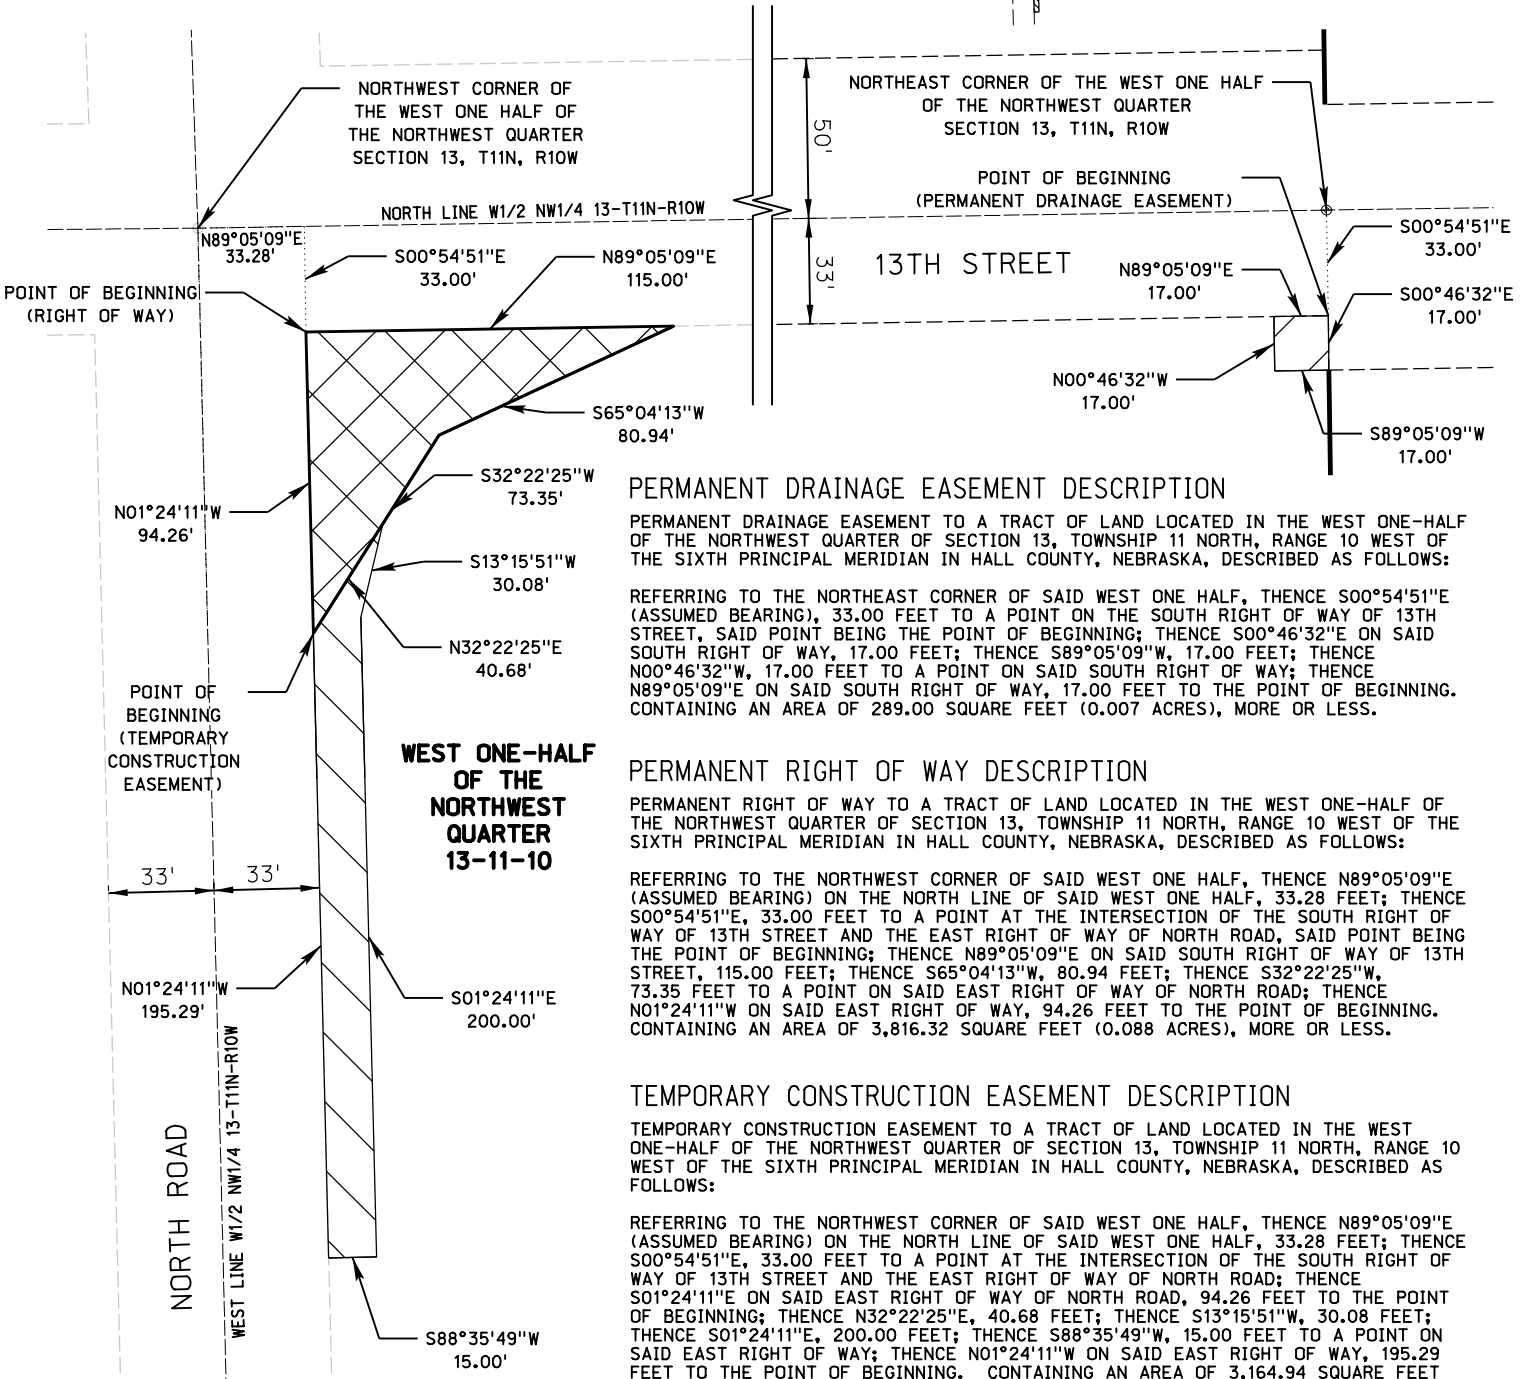 NORTHWEST CORNER OF
THE WEST ONE HALF OF
THE NORTHWEST QUARTER
SECTION 13, T11N, R10W
NORTHEAST CORNER OF THE WEST ONE HALF
OF THE NORTHWEST QUARTER
SECTION 13, T11N, R10W
50'
POINT OF BEGINNING
(PERMANENT DRAINAGE EASEMENT)
NORTH LINE W1/2 NW1/4 13-T11N-R10W
N89°05'09"E
33.28'
S00°54'51"E
33.00'
N89°05'09"E
115.00'
33'
13TH STREET
N89°05'09"E
17.00'
S00°54'51"E
33.00'
S00°46'32"E
17.00'
POINT OF BEGINNING
(RIGHT OF WAY)
N00°46'32"W
17.00'
S65°04'13"W
80.94'
S89°05'09"W
17.00'
S32°22'25"W
73.35'
N01°24'11"W
94.26'
S13°15'51"W
30.08'
N32°22'25"E
40.68'
POINT OF
BEGINNING
(TEMPORARY
CONSTRUCTION
EASEMENT)
WEST ONE-HALF
OF THE
NORTHWEST
QUARTER
13-11-10
33'
33'
N01°24'11"W
195.29'
S01°24'11"E
200.00'
NORTH ROAD
WEST LINE W1/2 NW1/4 13-T11N-R10W
S88°35'49"W
15.00'
PERMANENT DRAINAGE EASEMENT DESCRIPTION
PERMANENT DRAINAGE EASEMENT TO A TRACT OF LAND LOCATED IN THE WEST ONE-HALF
OF THE NORTHWEST QUARTER OF SECTION 13, TOWNSHIP 11 NORTH, RANGE 10 WEST OF
THE SIXTH PRINCIPAL MERIDIAN IN HALL COUNTY, NEBRASKA, DESCRIBED AS FOLLOWS:
REFERRING TO THE NORTHEAST CORNER OF SAID WEST ONE HALF, THENCE S00°54'51"E
(ASSUMED BEARING), 33.00 FEET TO A POINT ON THE SOUTH RIGHT OF WAY OF 13TH
STREET, SAID POINT BEING THE POINT OF BEGINNING; THENCE S00°46'32"E ON SAID
SOUTH RIGHT OF WAY, 17.00 FEET; THENCE S89°05'09"W, 17.00 FEET; THENCE
N00°46'32"W, 17.00 FEET TO A POINT ON SAID SOUTH RIGHT OF WAY; THENCE
N89°05'09"E ON SAID SOUTH RIGHT OF WAY, 17.00 FEET TO THE POINT OF BEGINNING.
CONTAINING AN AREA OF 289.00 SQUARE FEET (0.007 ACRES), MORE OR LESS.
PERMANENT RIGHT OF WAY DESCRIPTION
PERMANENT RIGHT OF WAY TO A TRACT OF LAND LOCATED IN THE WEST ONE-HALF OF
THE NORTHWEST QUARTER OF SECTION 13, TOWNSHIP 11 NORTH, RANGE 10 WEST OF THE
SIXTH PRINCIPAL MERIDIAN IN HALL COUNTY, NEBRASKA, DESCRIBED AS FOLLOWS:
REFERRING TO THE NORTHWEST CORNER OF SAID WEST ONE HALF, THENCE N89°05'09"E
(ASSUMED BEARING) ON THE NORTH LINE OF SAID WEST ONE HALF, 33.28 FEET; THENCE
S00°54'51"E, 33.00 FEET TO A POINT AT THE INTERSECTION OF THE SOUTH RIGHT OF
WAY OF 13TH STREET AND THE EAST RIGHT OF WAY OF NORTH ROAD, SAID POINT BEING
THE POINT OF BEGINNING; THENCE N89°05'09"E ON SAID SOUTH RIGHT OF WAY OF 13TH
STREET, 115.00 FEET; THENCE S65°04'13"W, 80.94 FEET; THENCE S32°22'25"W,
73.35 FEET TO A POINT ON SAID EAST RIGHT OF WAY OF NORTH ROAD; THENCE
N01°24'11"W ON SAID EAST RIGHT OF WAY, 94.26 FEET TO THE POINT OF BEGINNING.
CONTAINING AN AREA OF 3,816.32 SQUARE FEET (0.088 ACRES), MORE OR LESS.
TEMPORARY CONSTRUCTION EASEMENT DESCRIPTION
TEMPORARY CONSTRUCTION EASEMENT TO A TRACT OF LAND LOCATED IN THE WEST
ONE-HALF OF THE NORTHWEST QUARTER OF SECTION 13, TOWNSHIP 11 NORTH, RANGE 10
WEST OF THE SIXTH PRINCIPAL MERIDIAN IN HALL COUNTY, NEBRASKA, DESCRIBED AS
FOLLOWS:
REFERRING TO THE NORTHWEST CORNER OF SAID WEST ONE HALF, THENCE N89°05'09"E
(ASSUMED BEARING) ON THE NORTH LINE OF SAID WEST ONE HALF, 33.28 FEET; THENCE
S00°54'51"E, 33.00 FEET TO A POINT AT THE INTERSECTION OF THE SOUTH RIGHT OF
WAY OF 13TH STREET AND THE EAST RIGHT OF WAY OF NORTH ROAD; THENCE
S01°24'11"E ON SAID EAST RIGHT OF WAY OF NORTH ROAD, 94.26 FEET TO THE POINT
OF BEGINNING; THENCE N32°22'25"E, 40.68 FEET; THENCE S13°15'51"W, 30.08 FEET;
THENCE S01°24'11"E, 200.00 FEET; THENCE S88°35'49"W, 15.00 FEET TO A POINT ON
SAID EAST RIGHT OF WAY; THENCE N01°24'11"W ON SAID EAST RIGHT OF WAY, 195.29
FEET TO THE POINT OF BEGINNING. CONTAINING AN AREA OF 3,164.94 SQUARE FEET